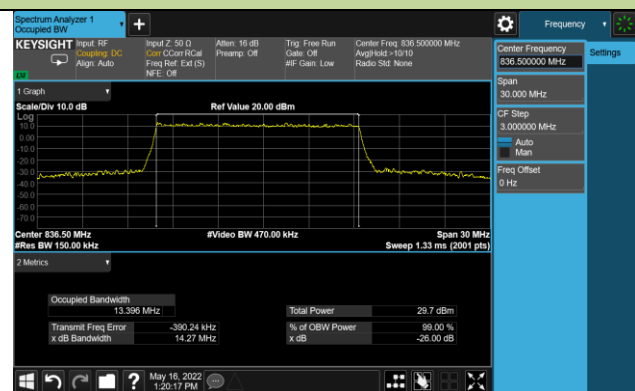 Spectrum Analyzer 1
Occupied BW
Frequency
KEYSIGHT
Input: RF
Coupling: DC
Align: Auto
Input Z: 50 Ω
Corr CCorr RCal
Freq Ref: Ext (S)
NFE: Off
Atten: 16 dB
Preamp: Off
Trig: Free Run
Gate: Off
#IF Gain: Low
Center Freq: 836.500000 MHz
Avg|Hold:>10/10
Radio Std: None
Center Frequency
836.500000 MHz
Settings
Span
30.000 MHz
CF Step
3.000000 MHz
Auto
Man
Freq Offset
0 Hz
1 Graph
Scale/Div 10.0 dB
Ref Value 20.00 dBm
Log
10.0
0.00
-10.0
-20.0
-30.0
-40.0
-50.0
-60.0
-70.0
Center 836.50 MHz
#Video BW 470.00 kHz
Span 30 MHz
#Res BW 150.00 kHz
Sweep 1.33 ms (2001 pts)
2 Metrics
Occupied Bandwidth
13.396 MHz
Total Power
29.7 dBm
Transmit Freq Error
-390.24 kHz
% of OBW Power
99.00 %
x dB Bandwidth
14.27 MHz
x dB
-26.00 dB
?
May 16, 2022
1:20:17 PM